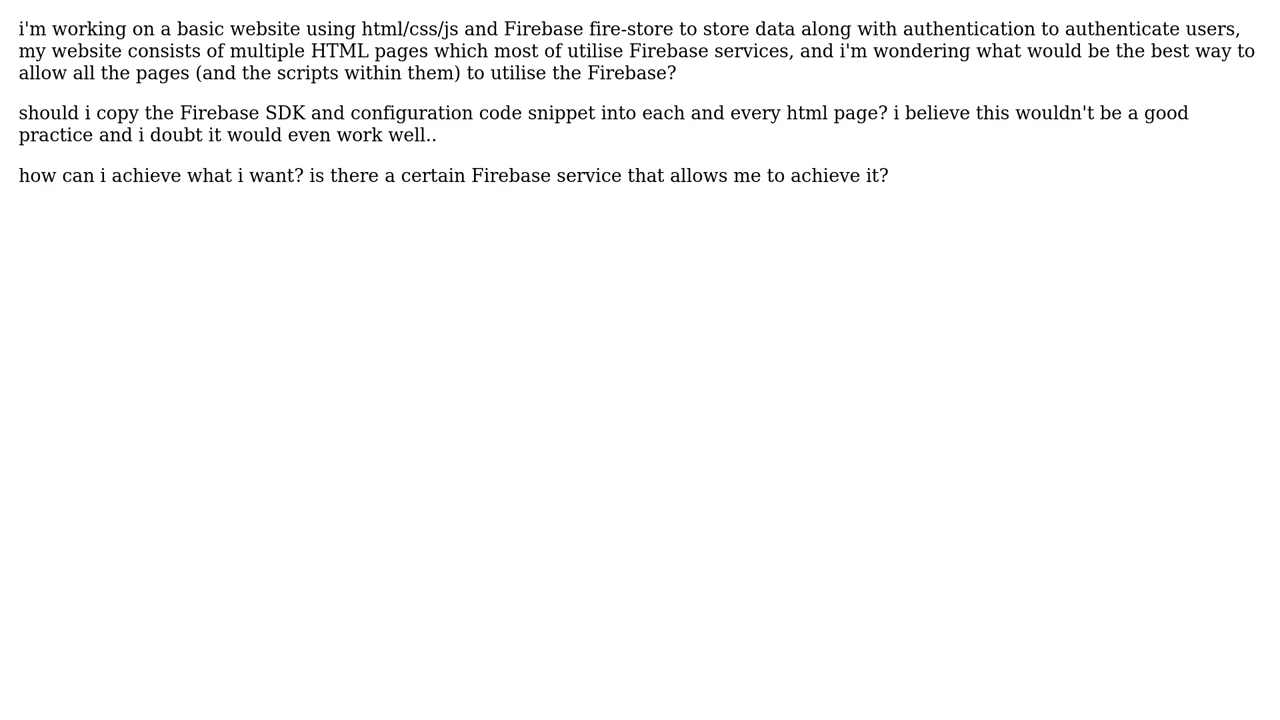 i'm working on a basic website using html/css/js and Firebase fire-store to store data along with authentication to authenticate users,
my website consists of multiple HTML pages which most of utilise Firebase services, and i'm wondering what would be the best way to
allow all the pages (and the scripts within them) to utilise the Firebase?
should i copy the Firebase SDK and configuration code snippet into each and every html page? i believe this wouldn't be a good
practice and i doubt it would even work well..
how can i achieve what i want? is there a certain Firebase service that allows me to achieve it?